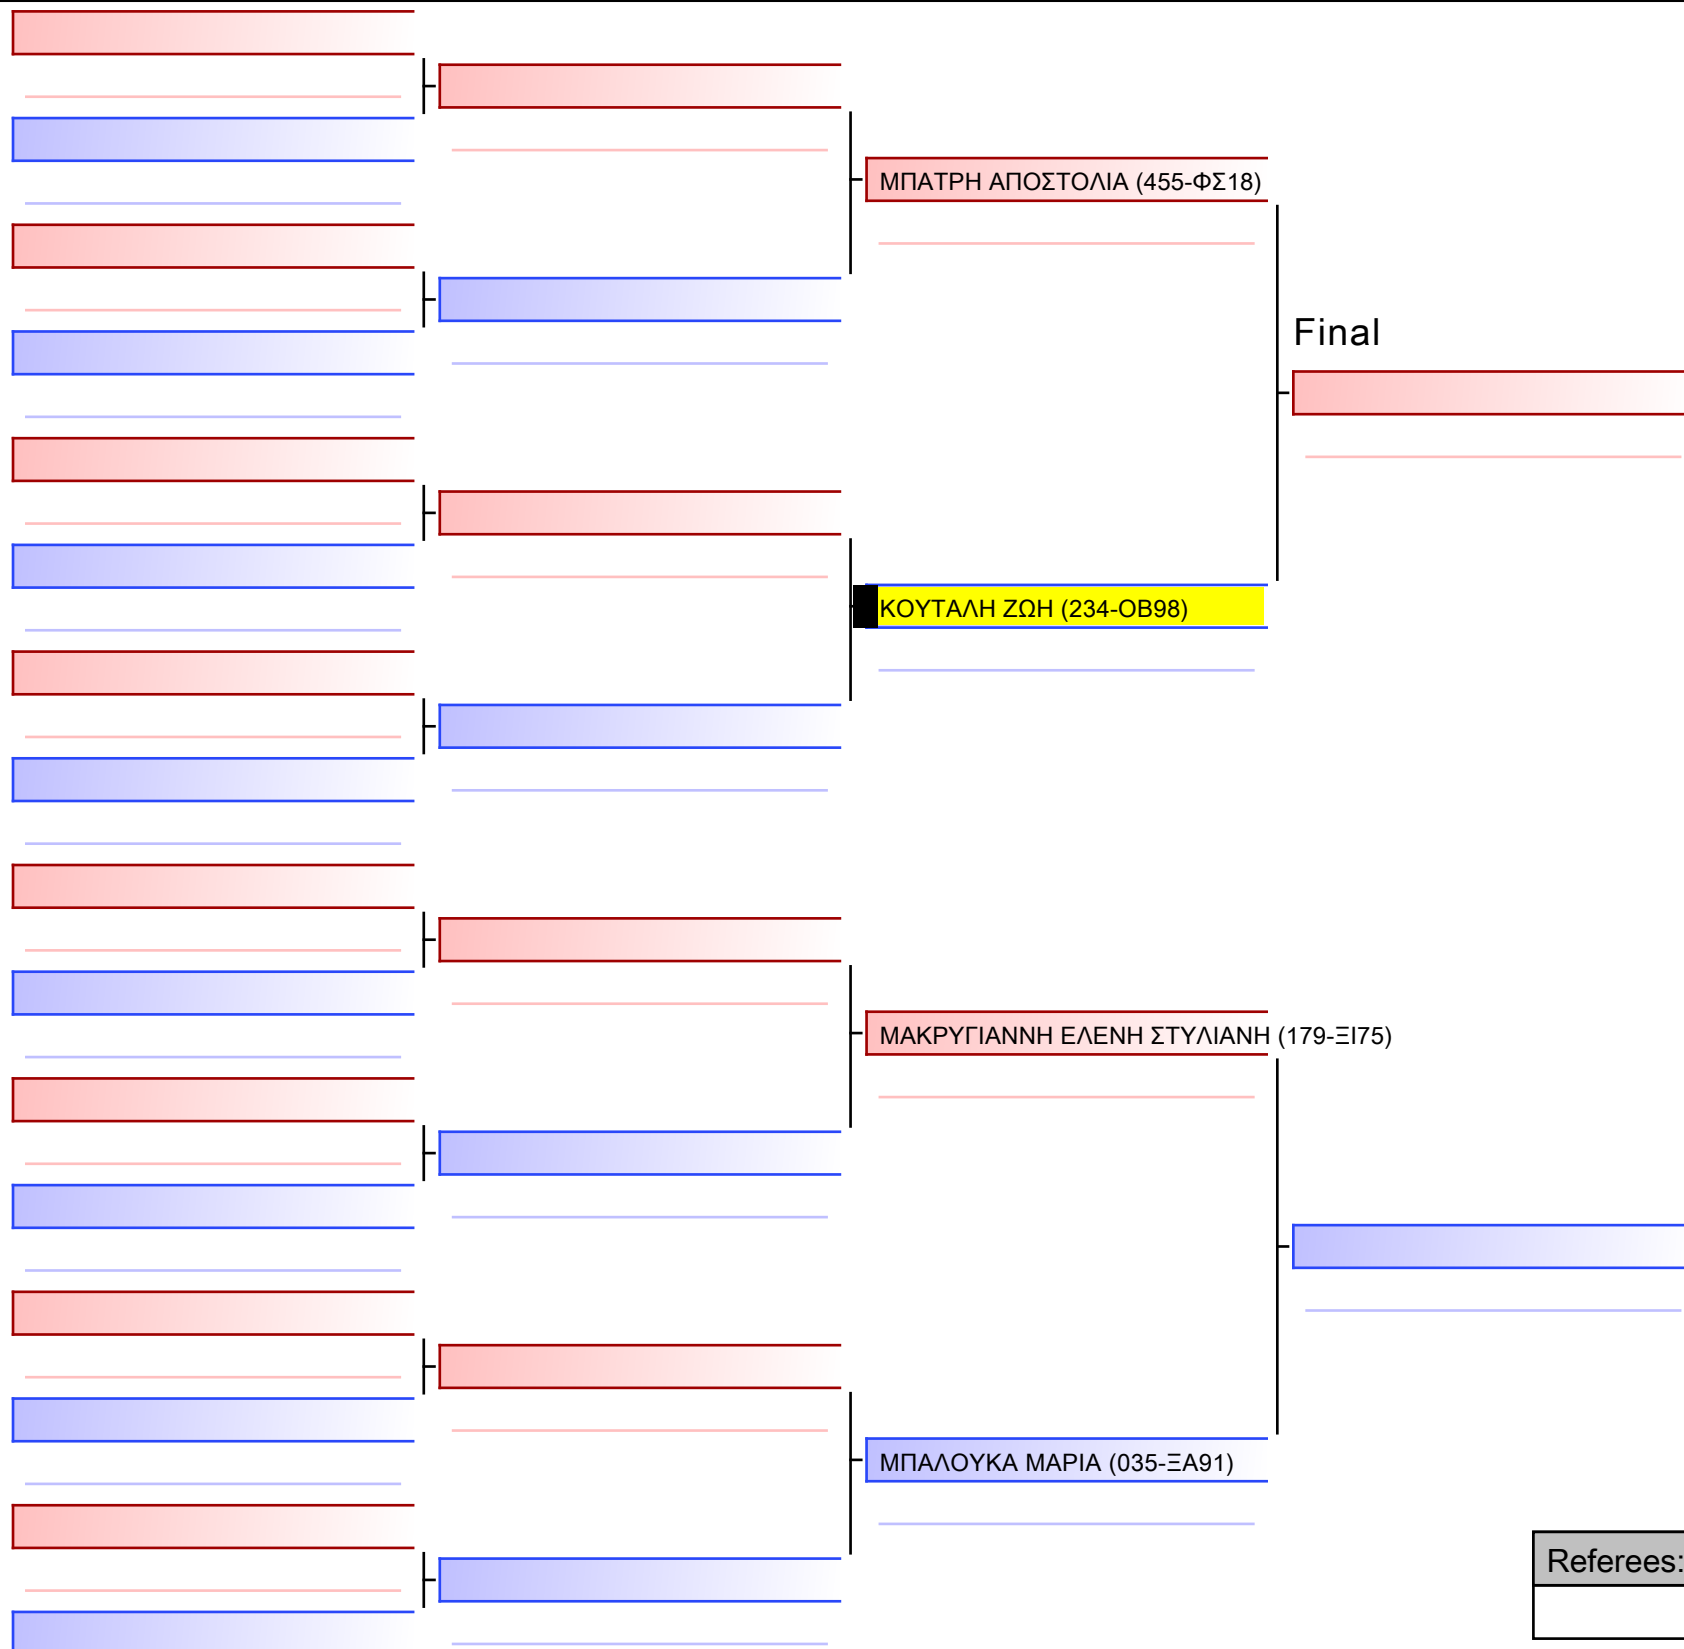 ΜΠΑΤΡΗ ΑΠΟΣΤΟΛΙΑ (455-ΦΣ18)
Final
ΚΟΥΤΑΛΗ ΖΩΗ (234-ΟΒ98)
ΜΑΚΡΥΓΙΑΝΝΗ ΕΛΕΝΗ ΣΤΥΛΙΑΝΗ (179-ΞΙ75)
ΜΠΑΛΟΥΚΑ ΜΑΡΙΑ (035-ΞΑ91)
Referees: